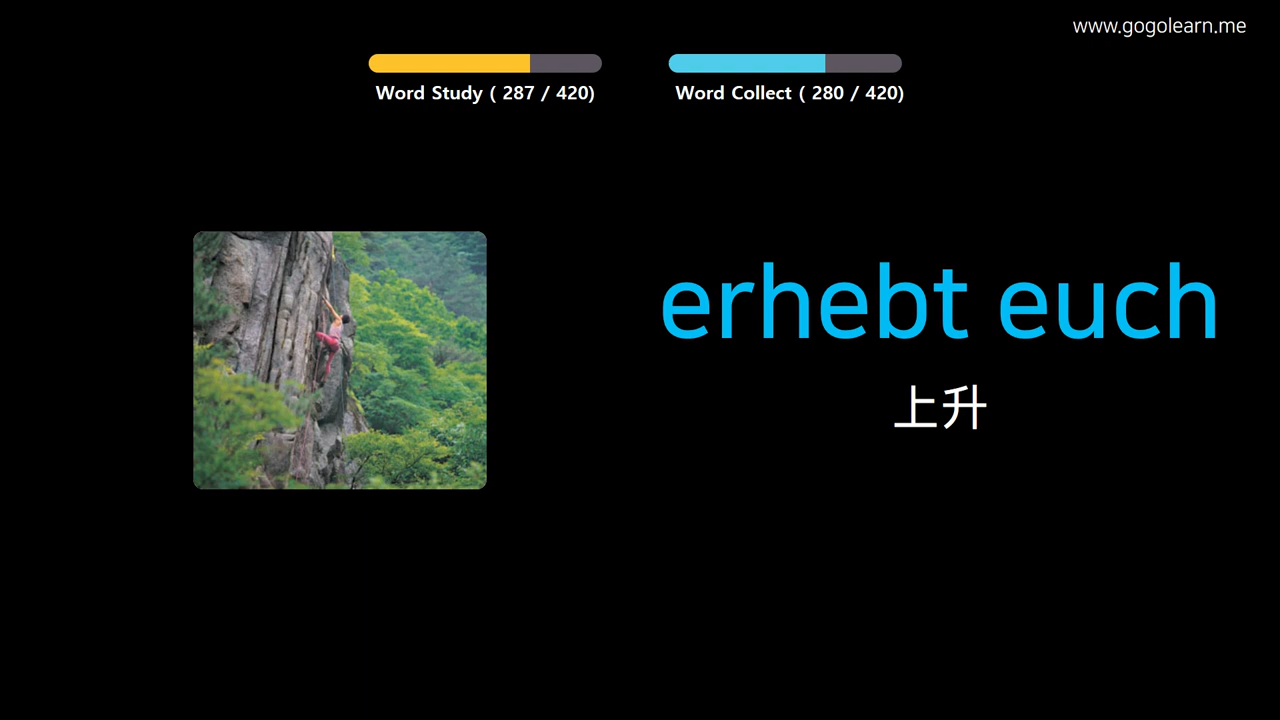 www.gogolearn.me
Word Study ( 287 / 420)
Word Collect ( 280 / 420)
erhebt euch
上升